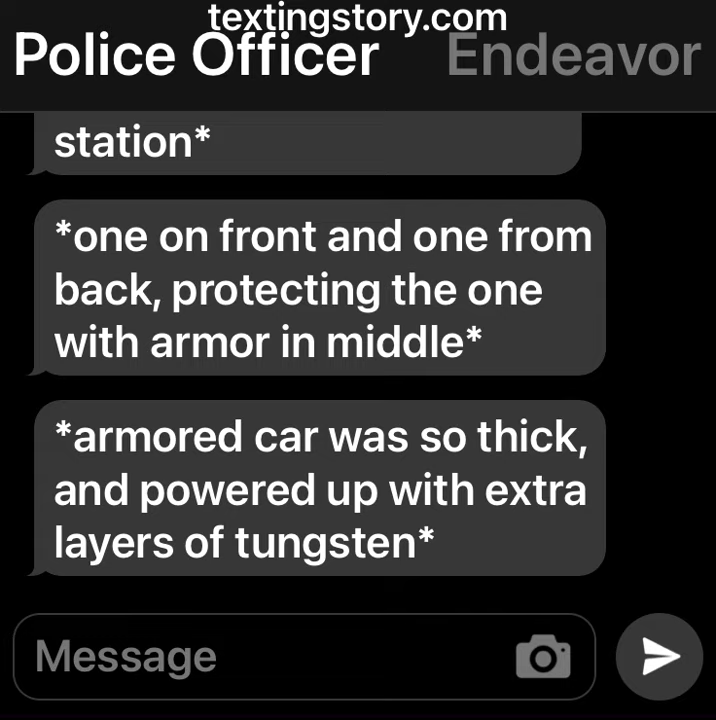 textingstory.com
Police Officer Endeavor
station*
*one on front and one from
back, protecting the one
with armor in middle*
*armored car was so thick,
and powered up with extra
layers of tungsten*
Message